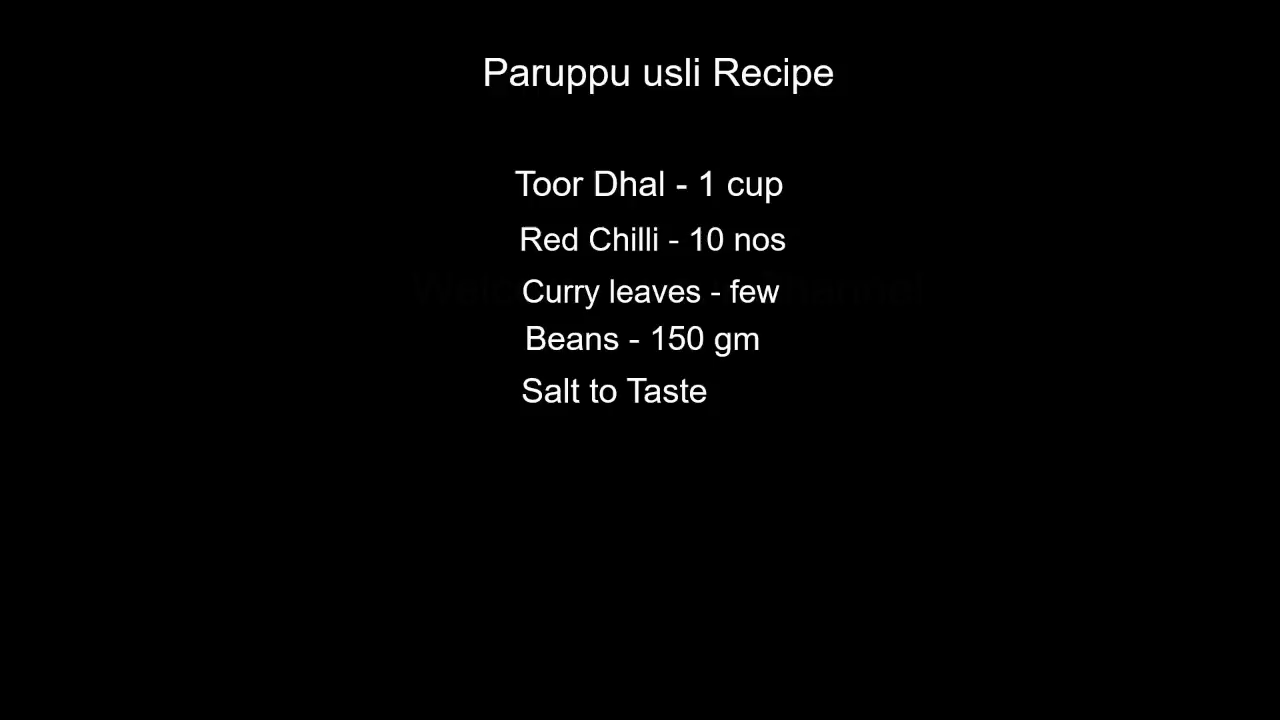 Paruppu usli Recipe
Toor Dhal - 1 cup
Red Chilli - 10 nos
Curry leaves - few
Beans - 150 gm
Salt to Taste